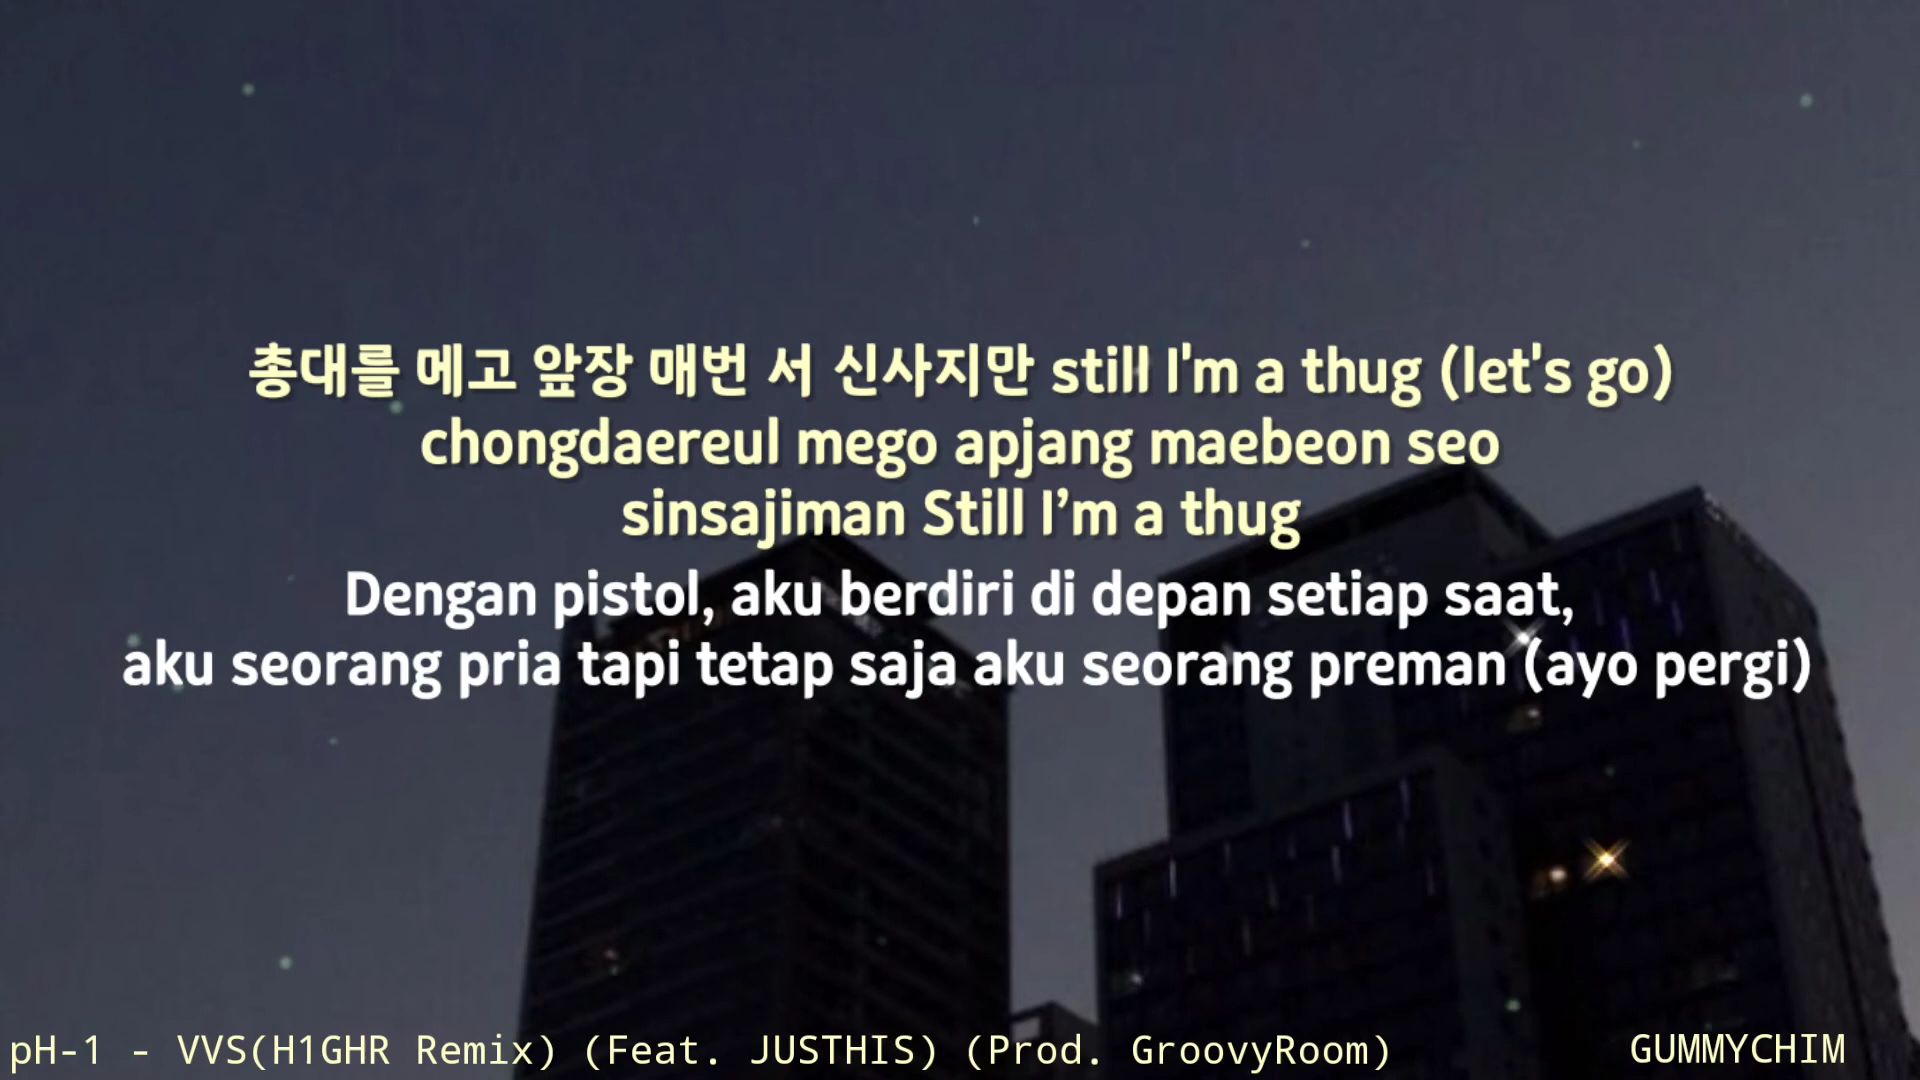 총대를 메고 앞장 매번 서 신사지만 still I'm a thug (let's go)
chongdaereul mego apjang maebeon seo
sinsajiman Still I’m a thug
Dengan pistol, aku berdiri di depan setiap saat,
aku seorang pria tapi tetap saja aku seorang preman (ayo pergi)
pH-1 - VVS(H1GHR Remix) (Feat. JUSTHIS) (Prod. GroovyRoom)
GUMMYCHIM